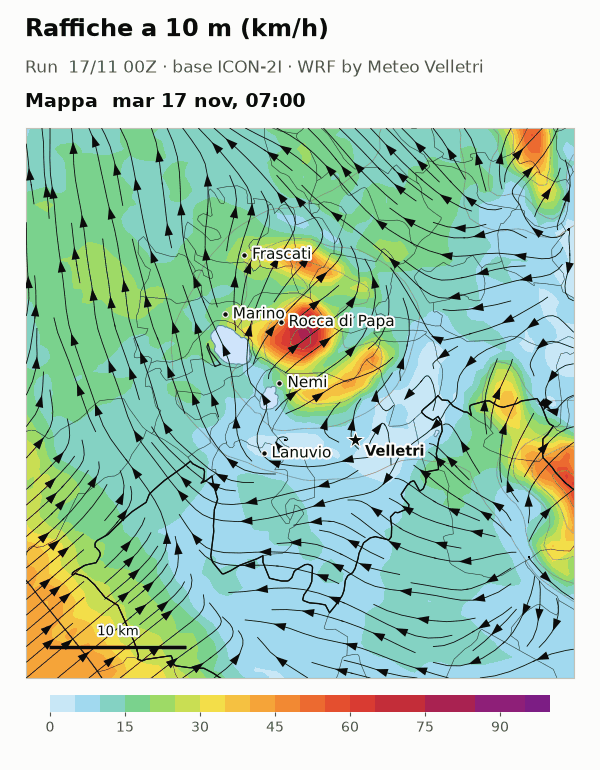 Raffiche a 10 m (km/h)
Run  17/11 00Z · base ICON-2I · WRF by Meteo Velletri
Mappa  mar 17 nov, 07:00
Frascati
Marino
Rocca di Papa
Nemi
Velletri
Lanuvio
10 km
0 15 30 45 60 75 90